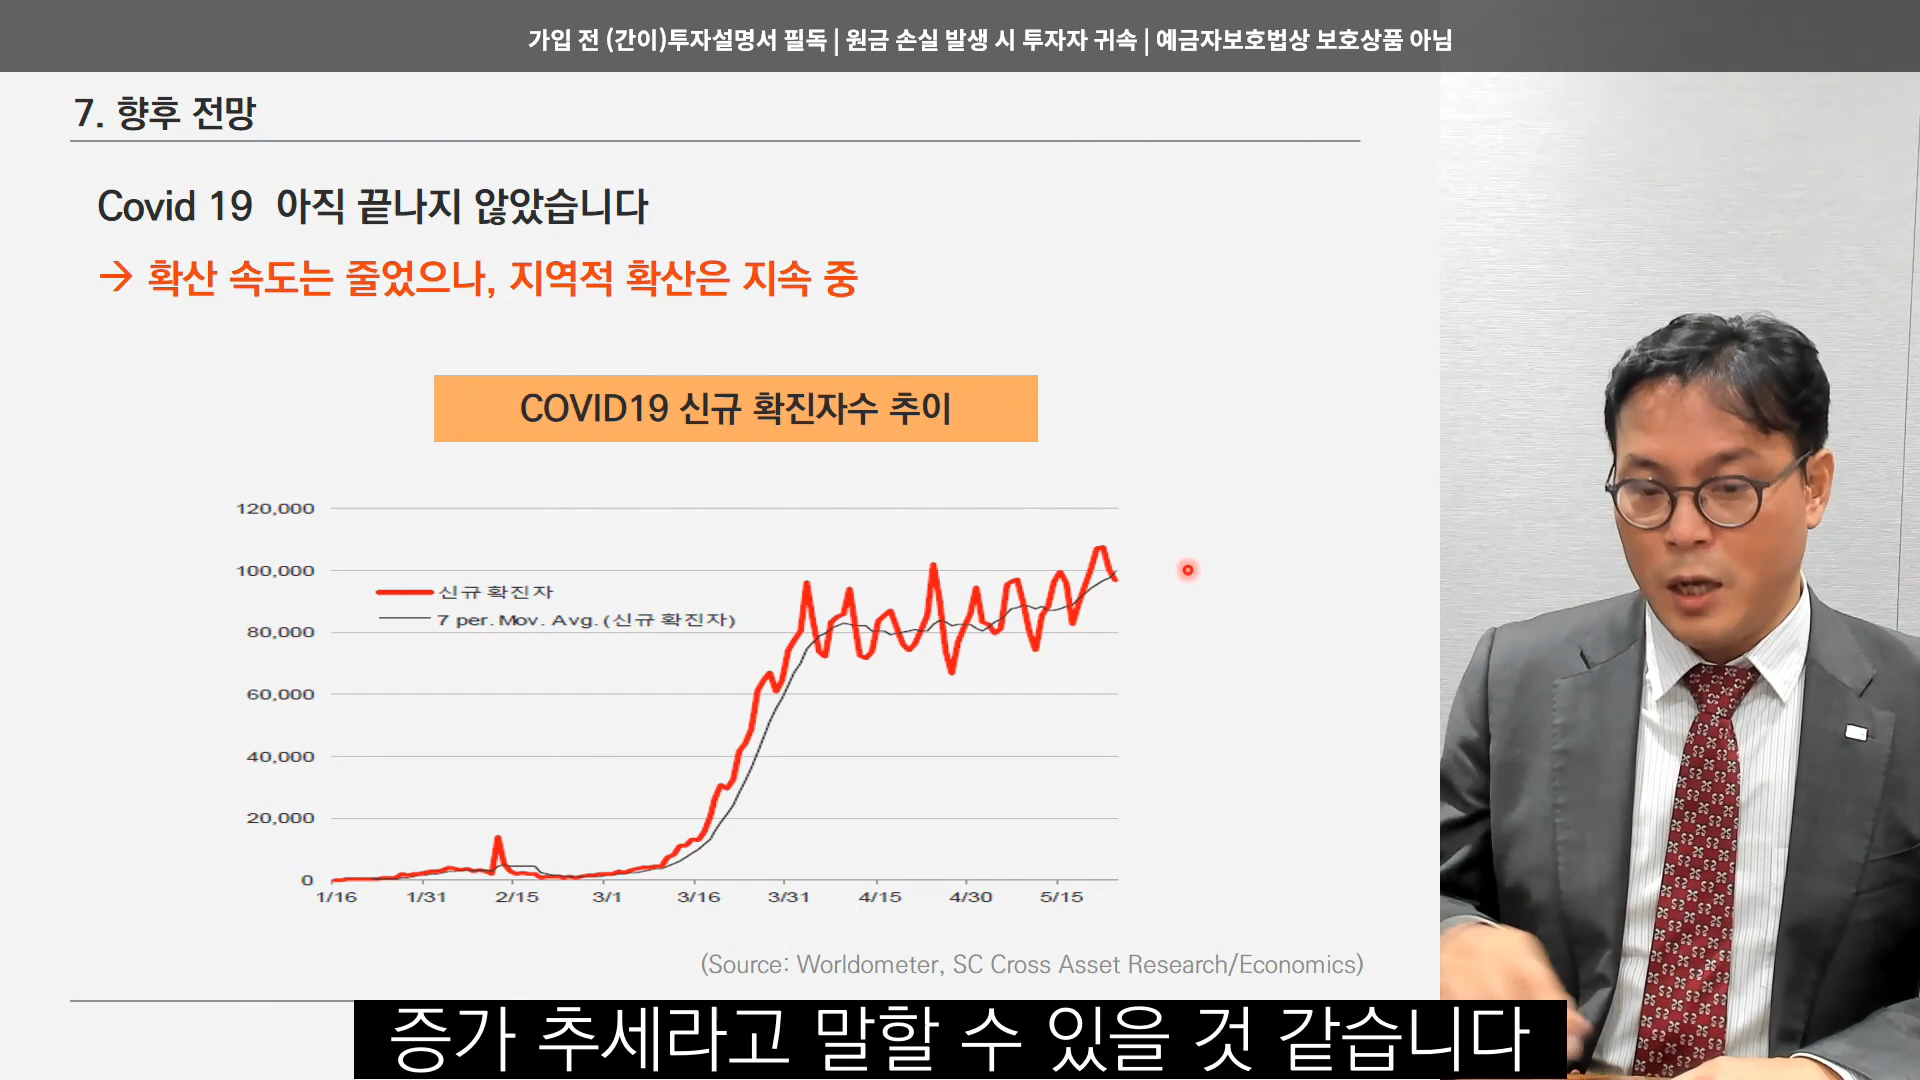 가입 전 (간이)투자설명서 필독 | 원금 손실 발생 시 투자자 귀속 | 예금자보호법상 보호상품 아님
7. 향후 전망
Covid 19 아직 끝나지 않았습니다
→ 확산 속도는 줄었으나, 지역적 확산은 지속 중
COVID19 신규 확진자수 추이
120,000
100,000
신규 확진자
7 per. Mov. Avg. (신규 확진자)
80,000
60,000
40,000
20,000
0
1/16 1/31 2/15 3/1 3/16 3/31 4/15 4/30 5/15
(Source: Worldometer, SC Cross Asset Research/Economics)
증가 추세라고 말할 수 있을 것 같습니다